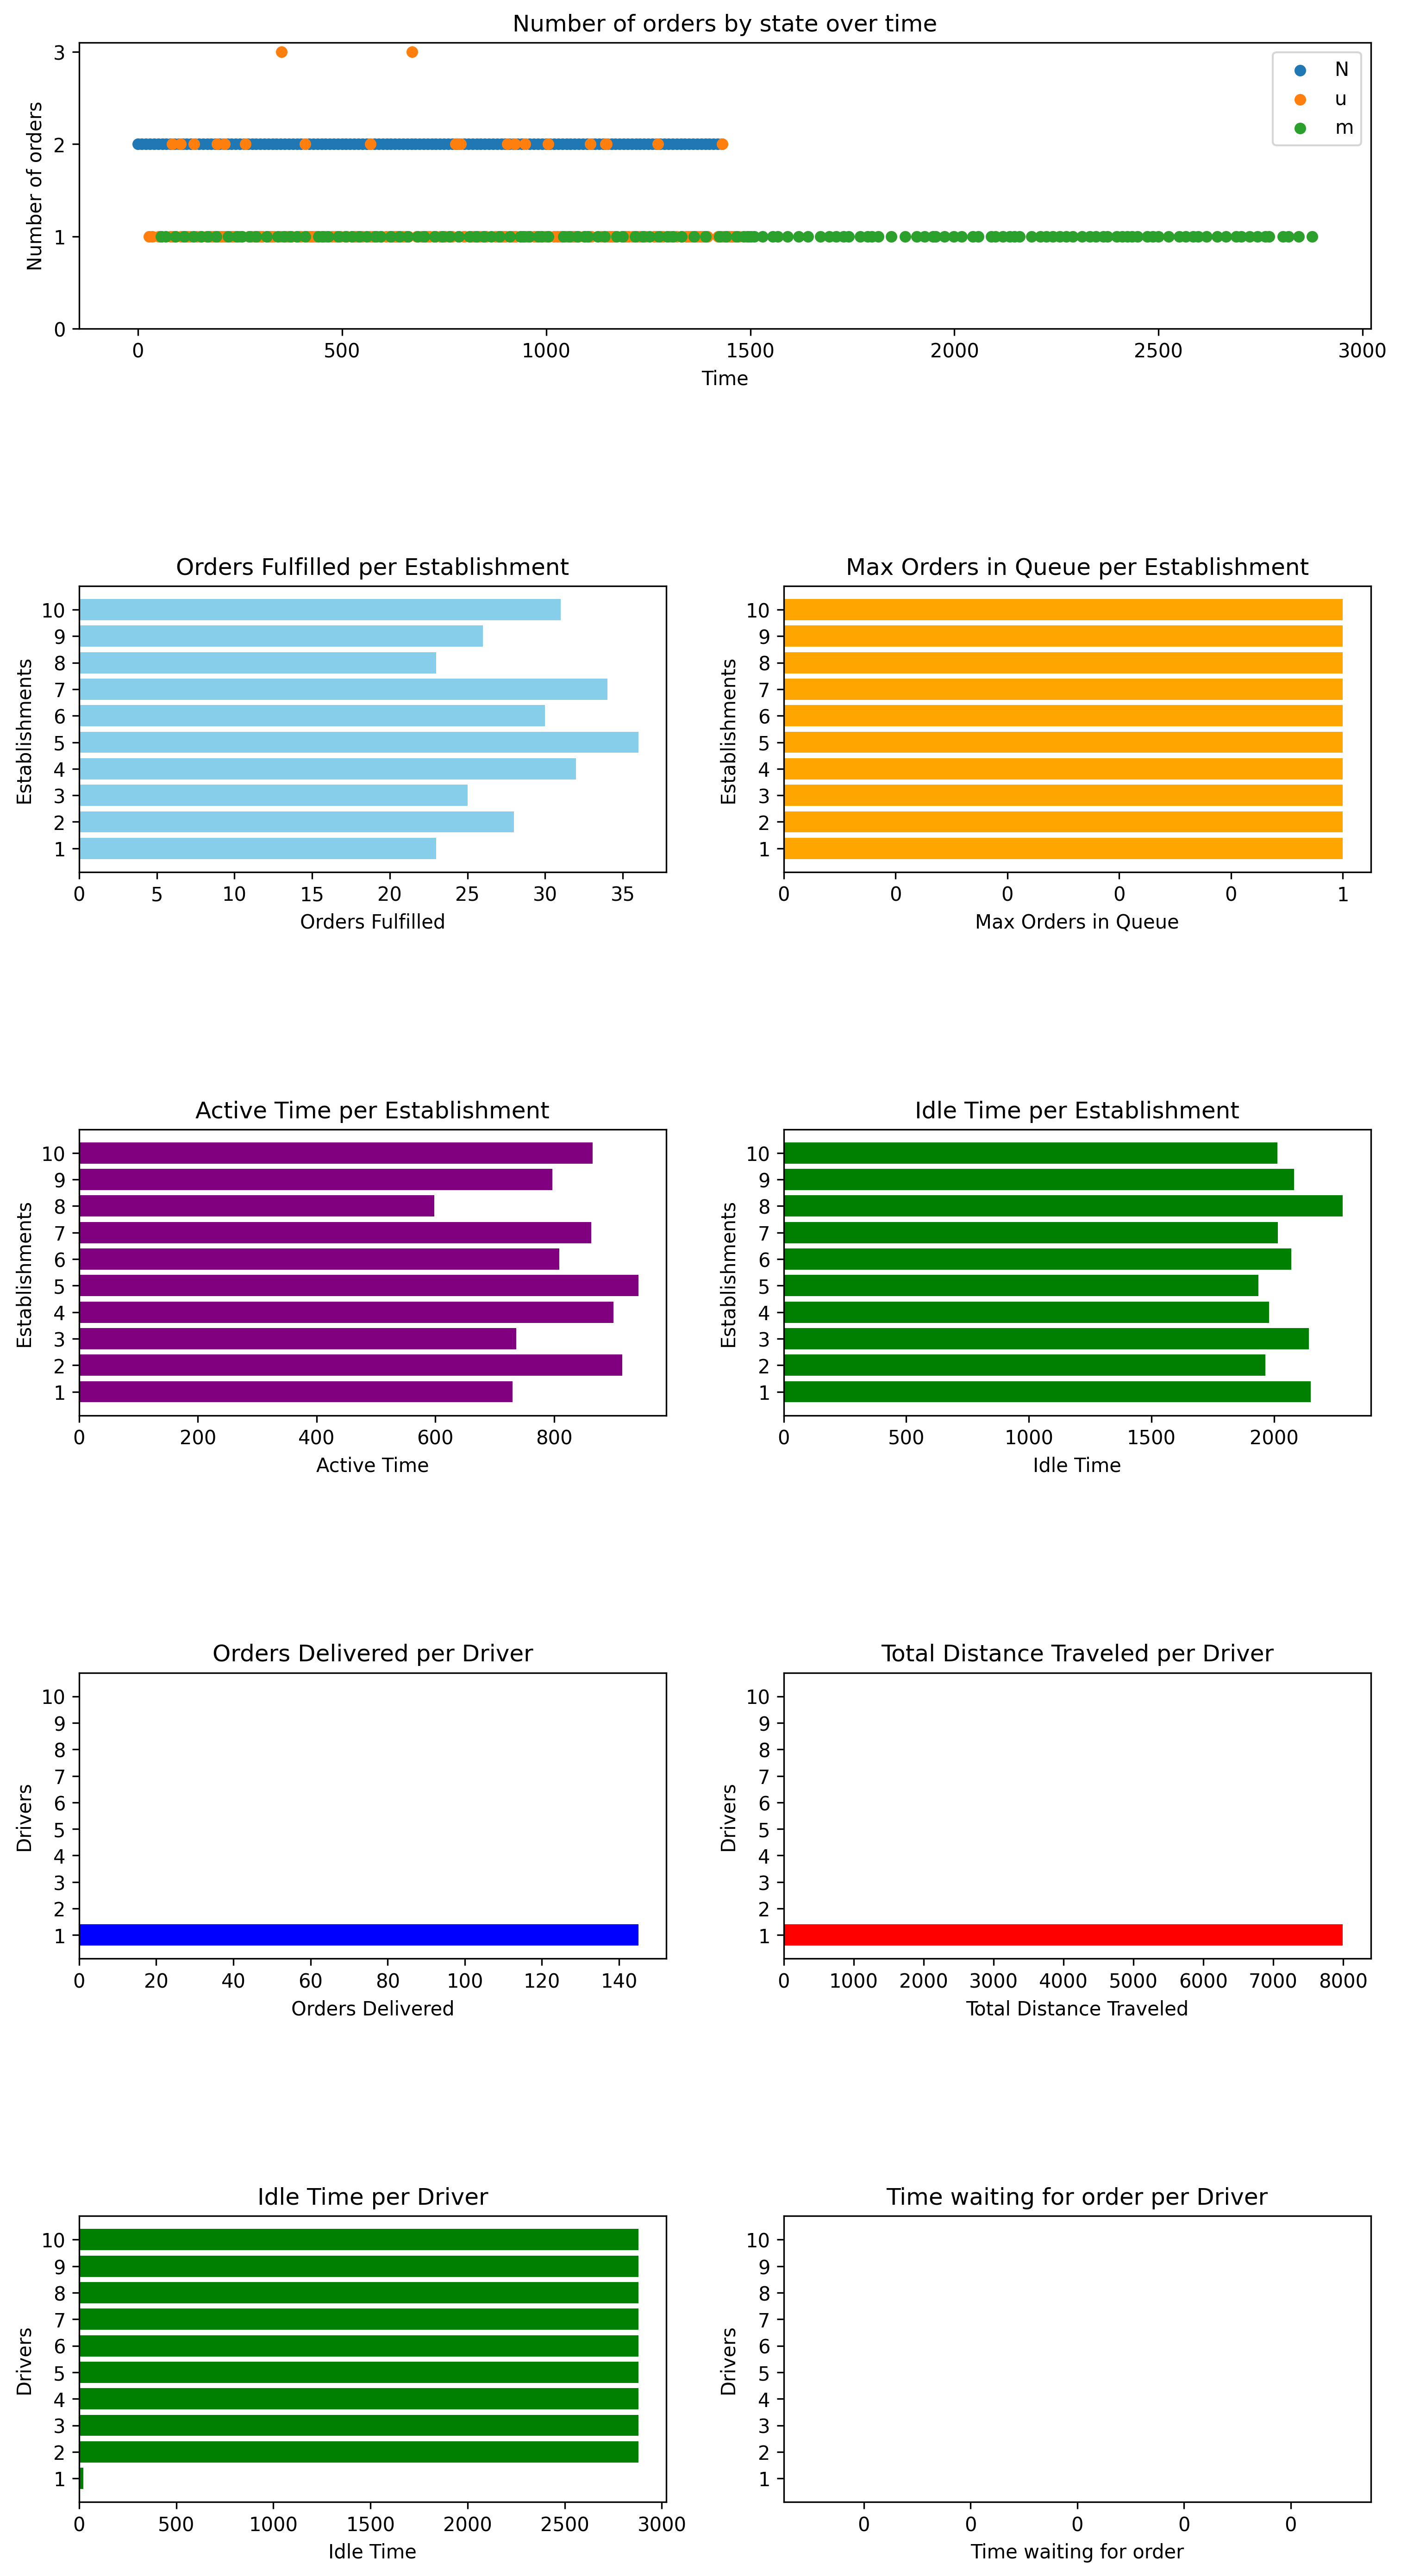 Number of orders by state over time
Number of orders
3
2
1
0
N
u
m
0 500 1000 1500 2000 2500 3000
Time
Orders Fulfilled per Establishment
Establishments
10
9
8
7
6
5
4
3
2
1
0 5 10 15 20 25 30 35
Orders Fulfilled
Max Orders in Queue per Establishment
Establishments
10
9
8
7
6
5
4
3
2
1
0 0 0 0 0 1
Max Orders in Queue
Active Time per Establishment
Establishments
10
9
8
7
6
5
4
3
2
1
0 200 400 600 800
Active Time
Idle Time per Establishment
Establishments
10
9
8
7
6
5
4
3
2
1
0 500 1000 1500 2000
Idle Time
Orders Delivered per Driver
Drivers
10
9
8
7
6
5
4
3
2
1
0 20 40 60 80 100 120 140
Orders Delivered
Total Distance Traveled per Driver
Drivers
10
9
8
7
6
5
4
3
2
1
0 1000 2000 3000 4000 5000 6000 7000 8000
Total Distance Traveled
Idle Time per Driver
Drivers
10
9
8
7
6
5
4
3
2
1
0 500 1000 1500 2000 2500 3000
Idle Time
Time waiting for order per Driver
Drivers
10
9
8
7
6
5
4
3
2
1
0 0 0 0 0
Time waiting for order